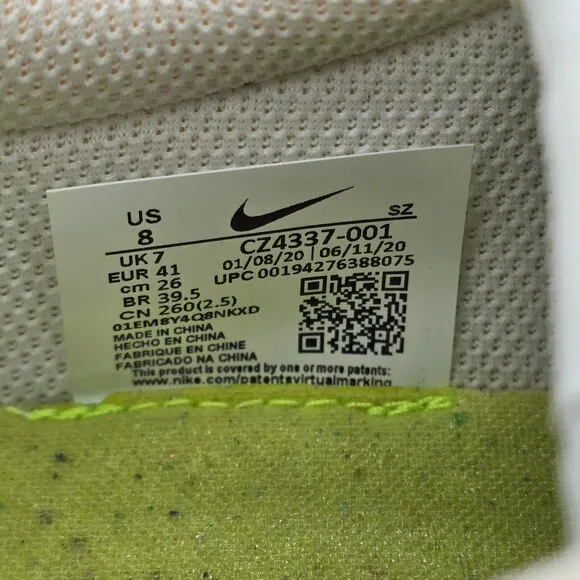 US
8
SZ
UK 7
CZ4337-001
EUR 41
01/08/20 | 06/11/20
cm 26
UPC 00194276388075
BR 39.5
CN 260(2.5)
01EM8Y4Q8NKXD
MADE IN CHINA
HECHO EN CHINA
FABRIQUE EN CHINE
FABRICADO NA CHINA
This product is covered by one or more patents:
www.nike.com/patentsvirtualmarking